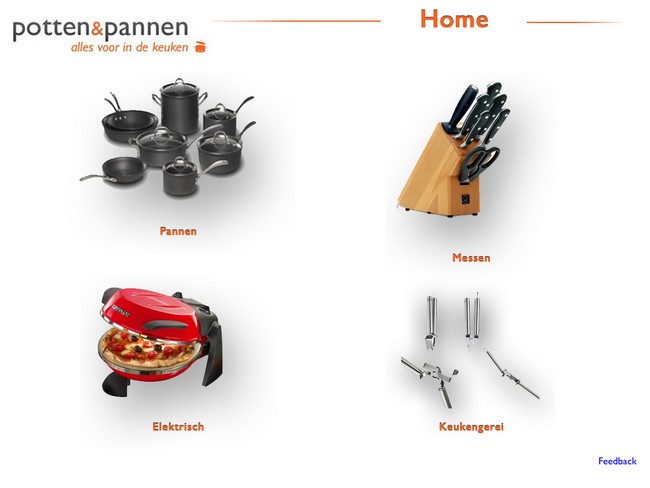 potten&pannen
alles voor in de keuken
Home
Pannen
Messen
Elektrisch
Keukengerei
Feedback